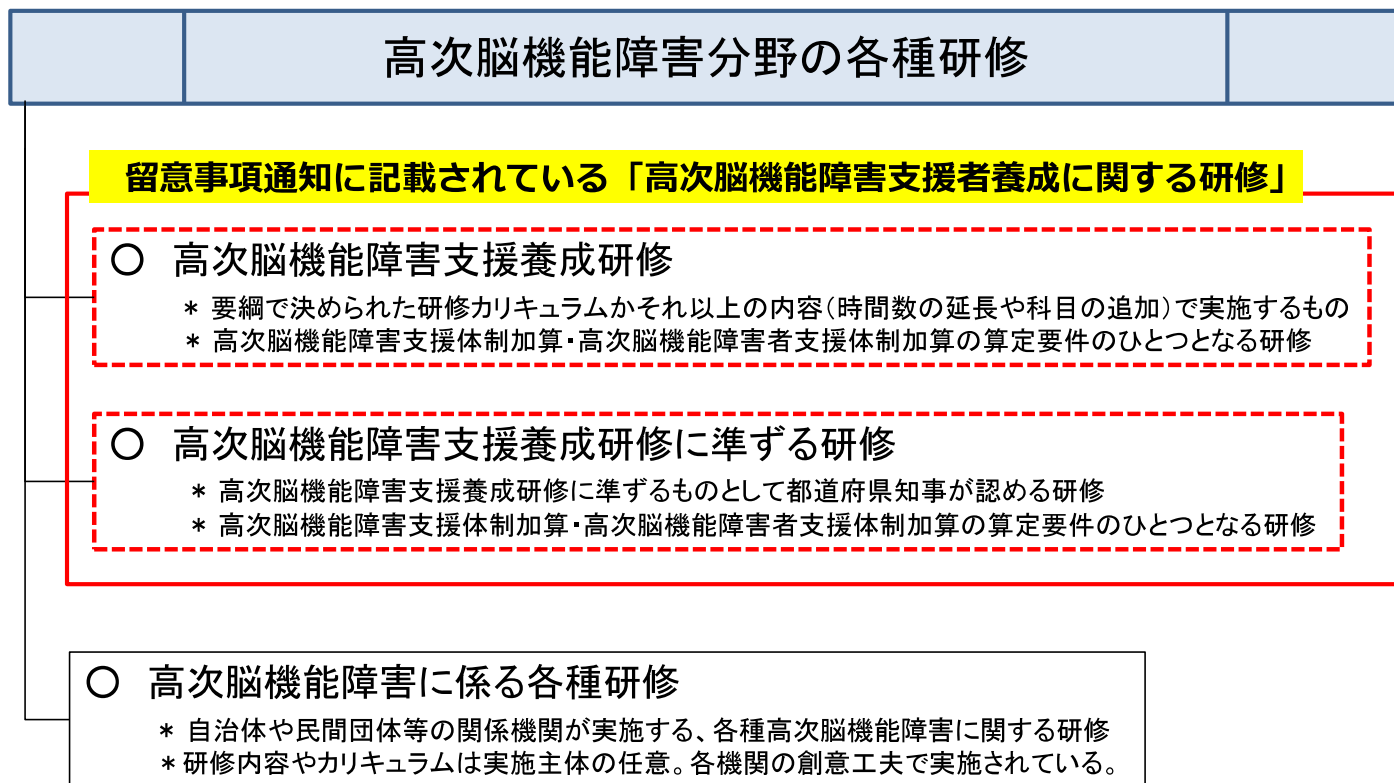 高次脳機能障害分野の各種研修
留意事項通知に記載されている「高次脳機能障害支援者養成に関する研修」
○ 高次脳機能障害支援養成研修
* 要綱で決められた研修カリキュラムかそれ以上の内容(時間数の延長や科目の追加)で実施するもの
* 高次脳機能障害支援体制加算・高次脳機能障害者支援体制加算の算定要件のひとつとなる研修
○ 高次脳機能障害支援養成研修に準ずる研修
* 高次脳機能障害支援養成研修に準ずるものとして都道府県知事が認める研修
* 高次脳機能障害支援体制加算・高次脳機能障害者支援体制加算の算定要件のひとつとなる研修
○ 高次脳機能障害に係る各種研修
* 自治体や民間団体等の関係機関が実施する、各種高次脳機能障害に関する研修
*研修内容やカリキュラムは実施主体の任意。各機関の創意工夫で実施されている。